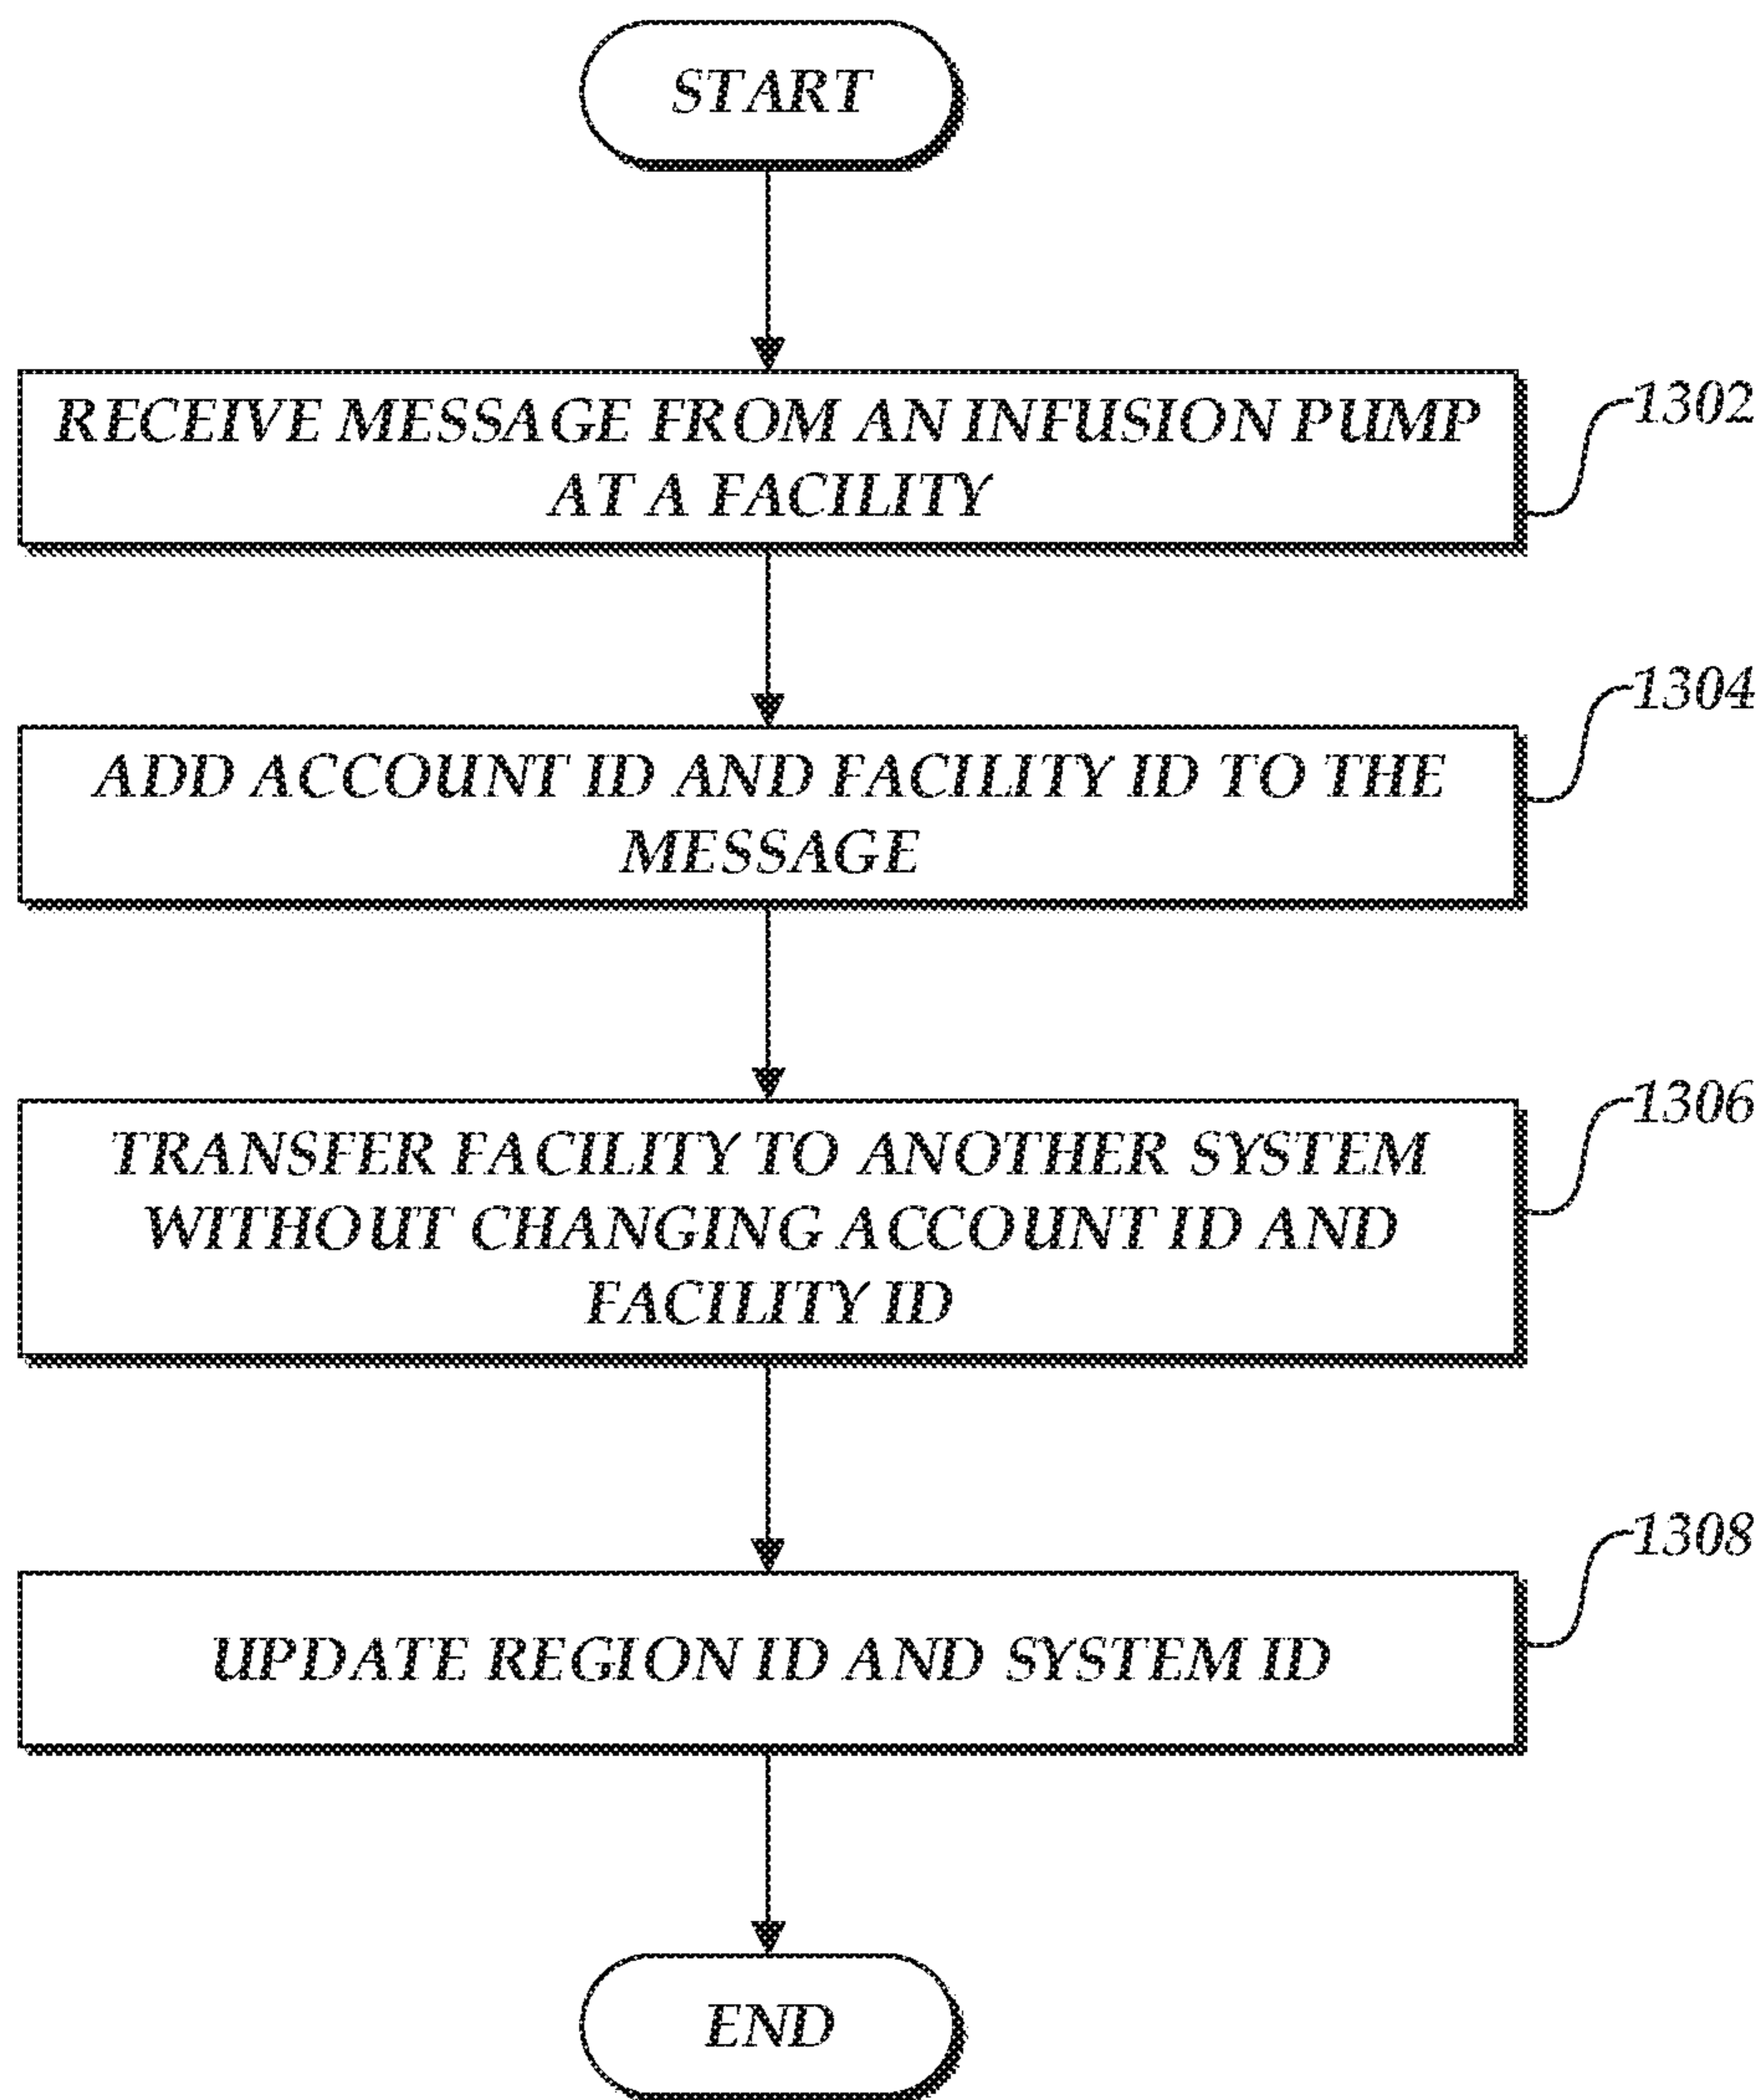 START
RECEIVE MESSAGE FROM AN INFUSION PUMP
AT A FACILITY
1302
ADD ACCOUNT ID AND FACILITY ID TO THE
MESSAGE
1304
TRANSFER FACILITY TO ANOTHER SYSTEM
WITHOUT CHANGING ACCOUNT ID AND
FACILITY ID
1306
UPDATE REGION ID AND SYSTEM ID
1308
END